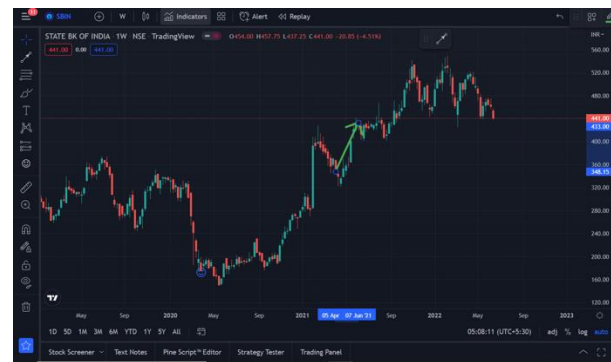 11
SBIN
W
Indicators
Alert
Replay
INR
STATE BK OF INDIA · 1W · NSE · TradingView
O454.00 H457.75 L437.25 C441.00 -20.85 (-4.51%)
441.00 0.00 441.00
560.00
520.00
480.00
441.00
433.00
400.00
360.00
348.15
320.00
280.00
240.00
200.00
160.00
120.00
May Sep 2020 May Sep 2021 05 Apr 07 Jun '21 Sep 2022 May Sep 2023
1D 5D 1M 3M 6M YTD 1Y 5Y All
05:08:11 (UTC+5:30) adj % log auto
Stock Screener Text Notes Pine Script™ Editor Strategy Tester Trading Panel